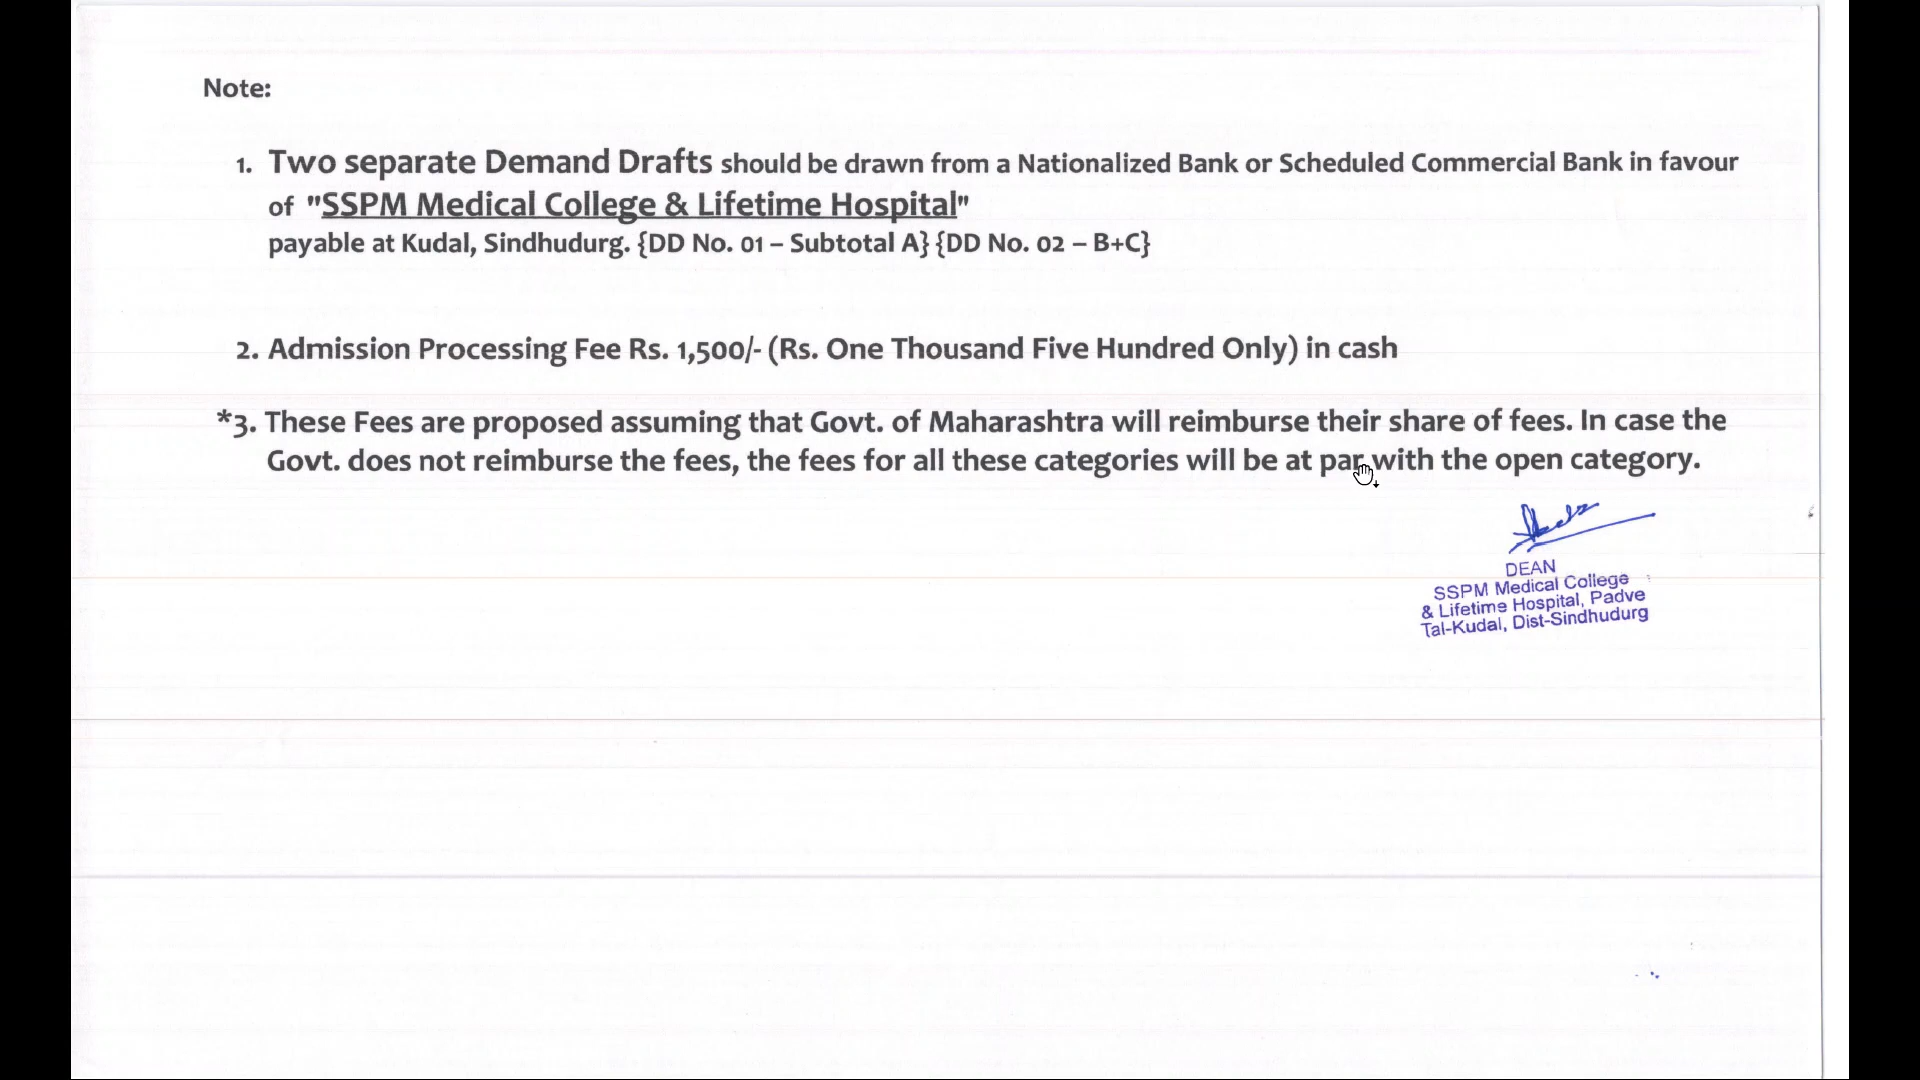 Note:
1. Two separate Demand Drafts should be drawn from a Nationalized Bank or Scheduled Commercial Bank in favour
of "SSPM Medical College & Lifetime Hospital"
payable at Kudal, Sindhudurg. {DD No. 01 – Subtotal A} {DD No. 02 – B+C}
2. Admission Processing Fee Rs. 1,500/- (Rs. One Thousand Five Hundred Only) in cash
*3. These Fees are proposed assuming that Govt. of Maharashtra will reimburse their share of fees. In case the
Govt. does not reimburse the fees, the fees for all these categories will be at par with the open category.
DEAN
SSPM Medical College
& Lifetime Hospital, Padve
Tal-Kudal, Dist-Sindhudurg